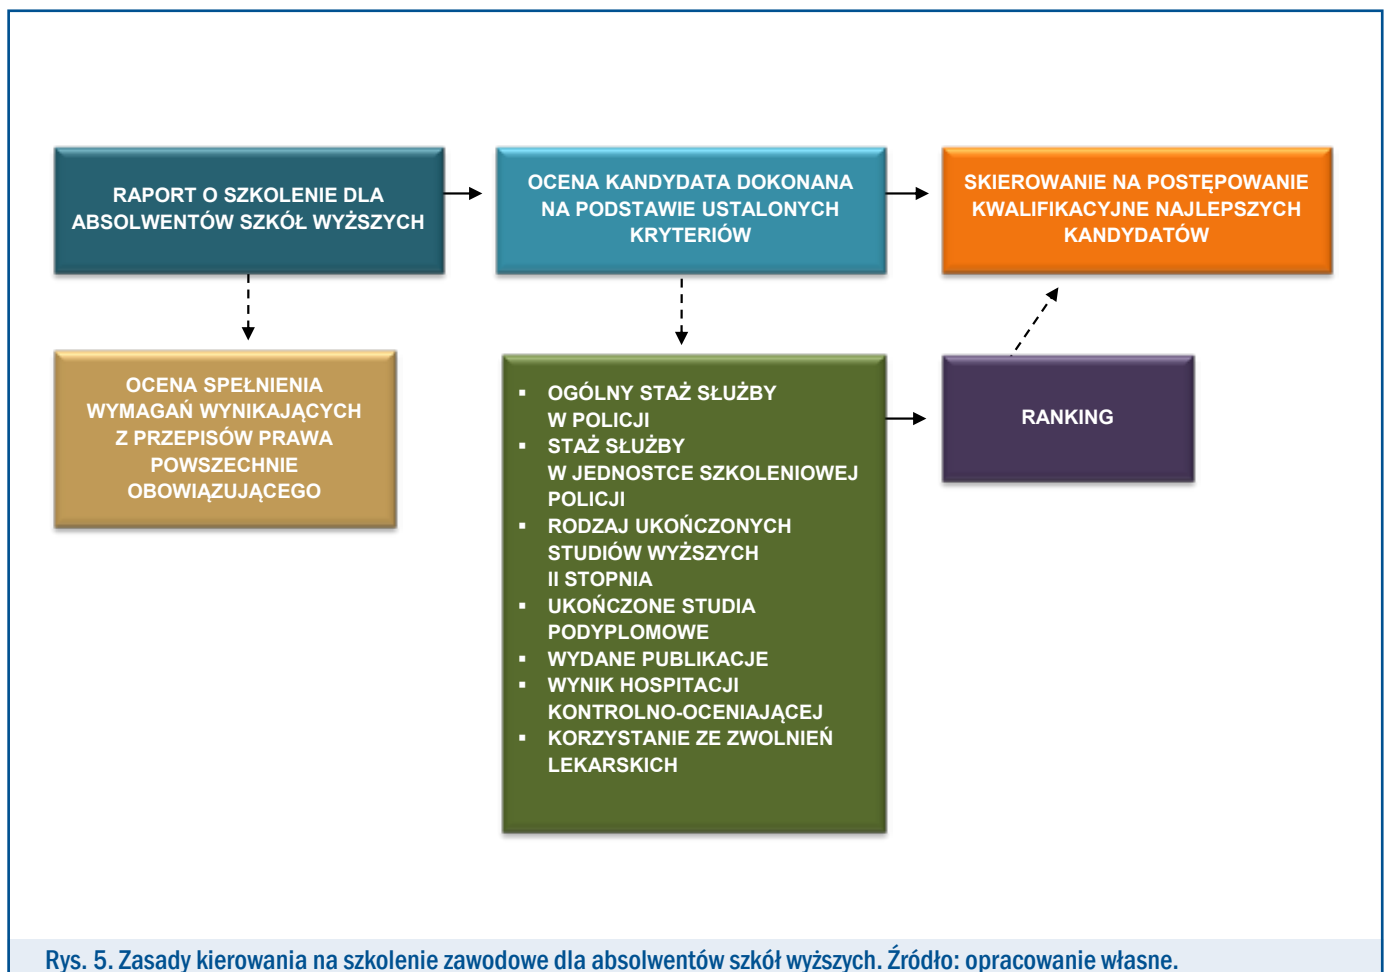 RAPORT O SZKOLENIE DLA
ABSOLWENTÓW SZKÓŁ WYŻSZYCH
OCENA KANDYDATA DOKONANA
NA PODSTAWIE USTALONYCH
KRYTERIÓW
SKIEROWANIE NA POSTĘPOWANIE
KWALIFIKACYJNE NAJLEPSZYCH
KANDYDATÓW
OCENA SPEŁNIENIA
WYMAGAŃ WYNIKAJĄCYCH
Z PRZEPISÓW PRAWA
POWSZECHNIE
OBOWIĄZUJĄCEGO
▪ OGÓLNY STAŻ SŁUŻBY
W POLICJI
▪ STAŻ SŁUŻBY
W JEDNOSTCE SZKOLENIOWEJ
POLICJI
▪ RODZAJ UKOŃCZONYCH
STUDIÓW WYŻSZYCH
II STOPNIA
▪ UKOŃCZONE STUDIA
PODYPLOMOWE
▪ WYDANE PUBLIKACJE
▪ WYNIK HOSPITACJI
KONTROLNO-OCENIAJĄCEJ
▪ KORZYSTANIE ZE ZWOLNIEŃ
LEKARSKICH
RANKING
Rys. 5. Zasady kierowania na szkolenie zawodowe dla absolwentów szkół wyższych. Źródło: opracowanie własne.